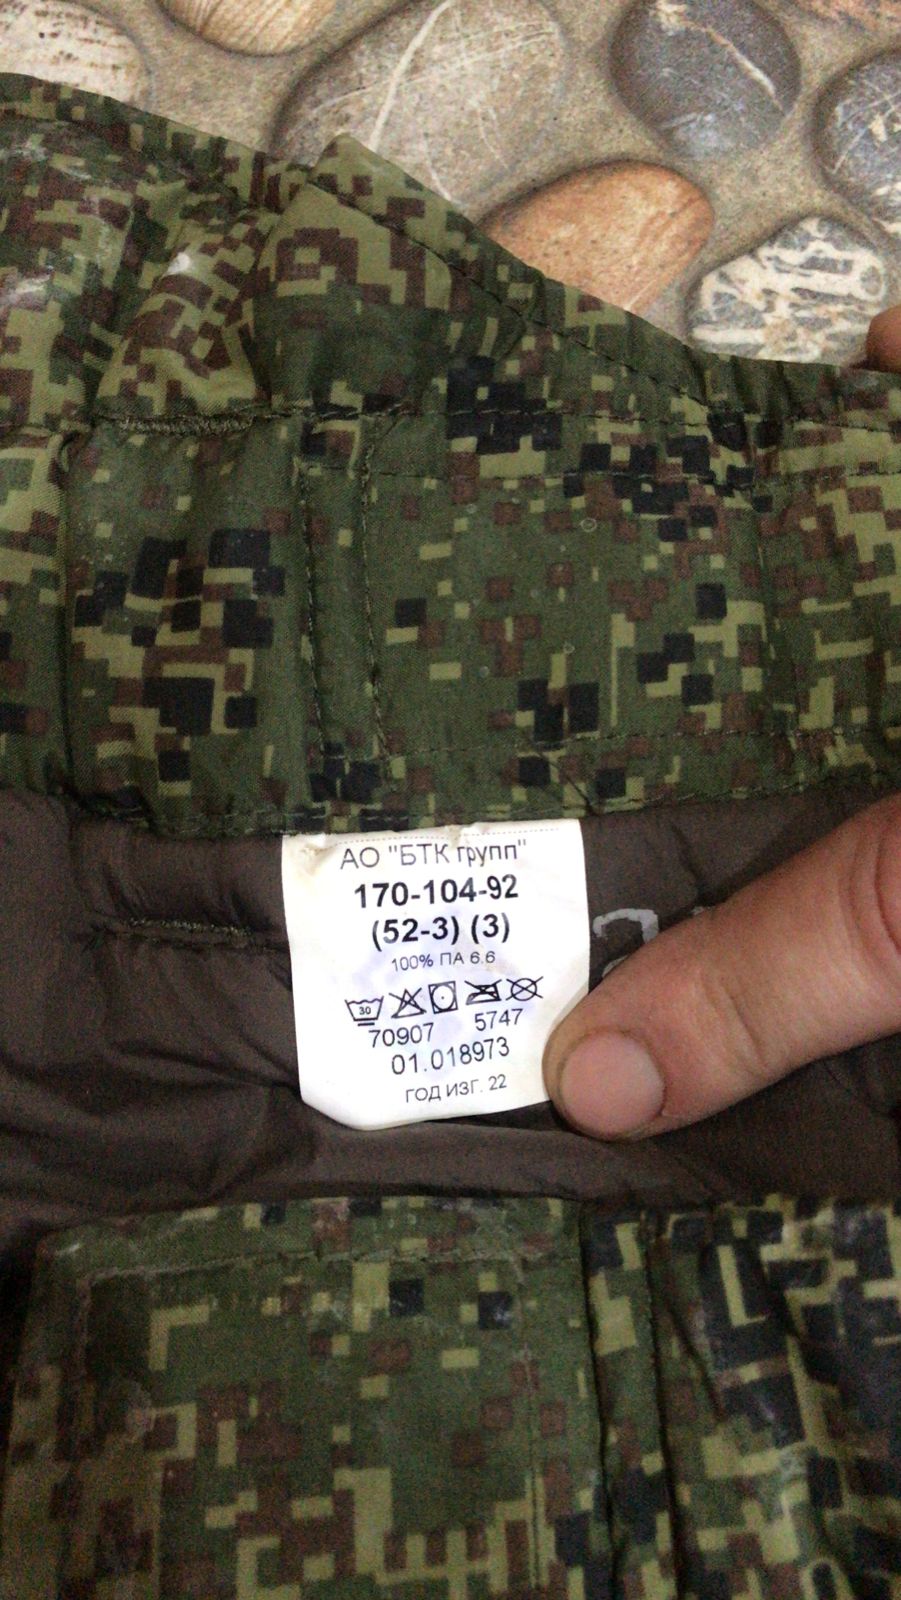 АО "БТК групп"
170-104-92
(52-3) (3)
100% ПА 6.6
30
70907 5747
01.018973
ГОД ИЗГ. 22